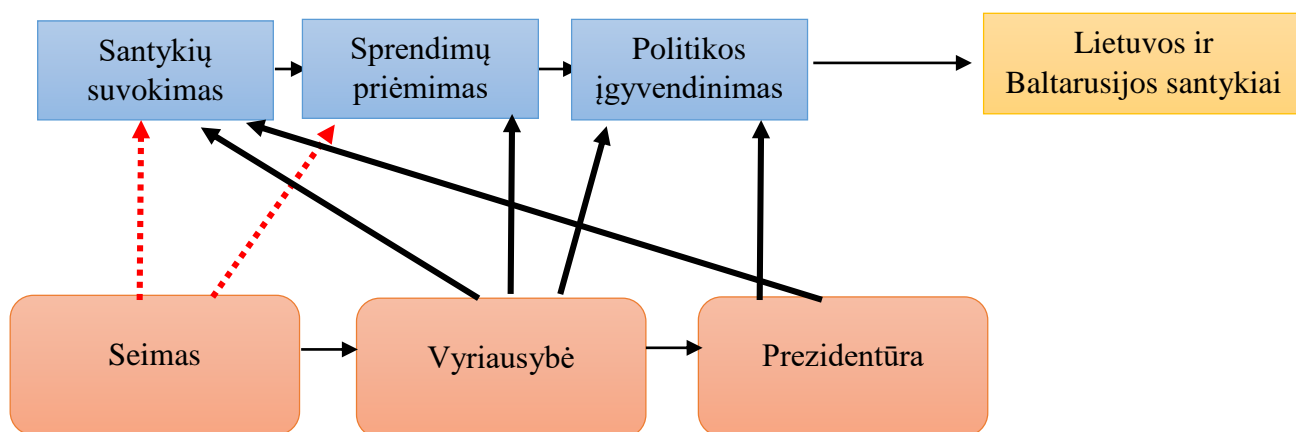 Santykių
suvokimas
Sprendimų
priėmimas
Politikos
įgyvendinimas
Lietuvos ir
Baltarusijos santykiai
Seimas
Vyriausybė
Prezidentūra